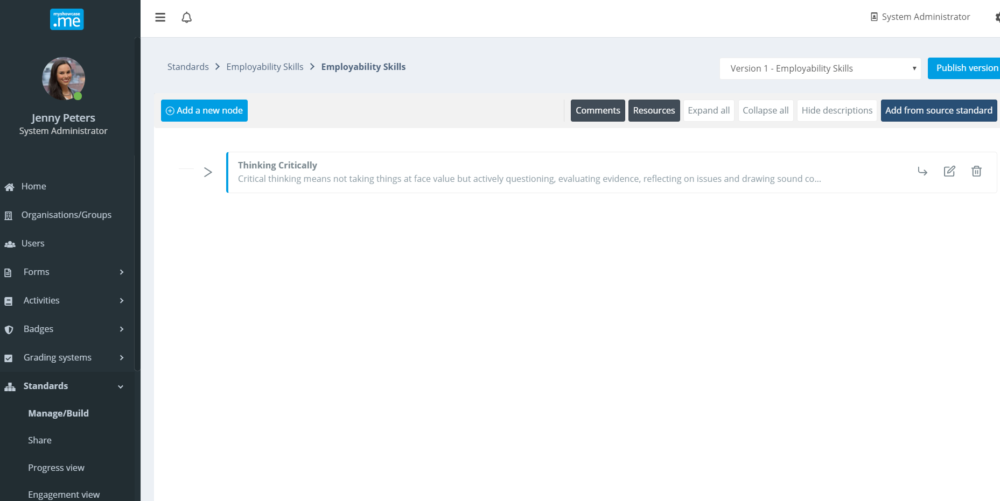 myshowcase
.me
System Administrator
Jenny Peters
System Administrator
Home
Organisations/Groups
Users
Forms
Activities
Badges
Grading systems
Standards
Manage/Build
Share
Progress view
Engagement view
Standards > Employability Skills > Employability Skills
Version 1 - Employability Skills
Publish version
Add a new node
Comments
Resources
Expand all
Collapse all
Hide descriptions
Add from source standard
Thinking Critically
Critical thinking means not taking things at face value but actively questioning, evaluating evidence, reflecting on issues and drawing sound co...